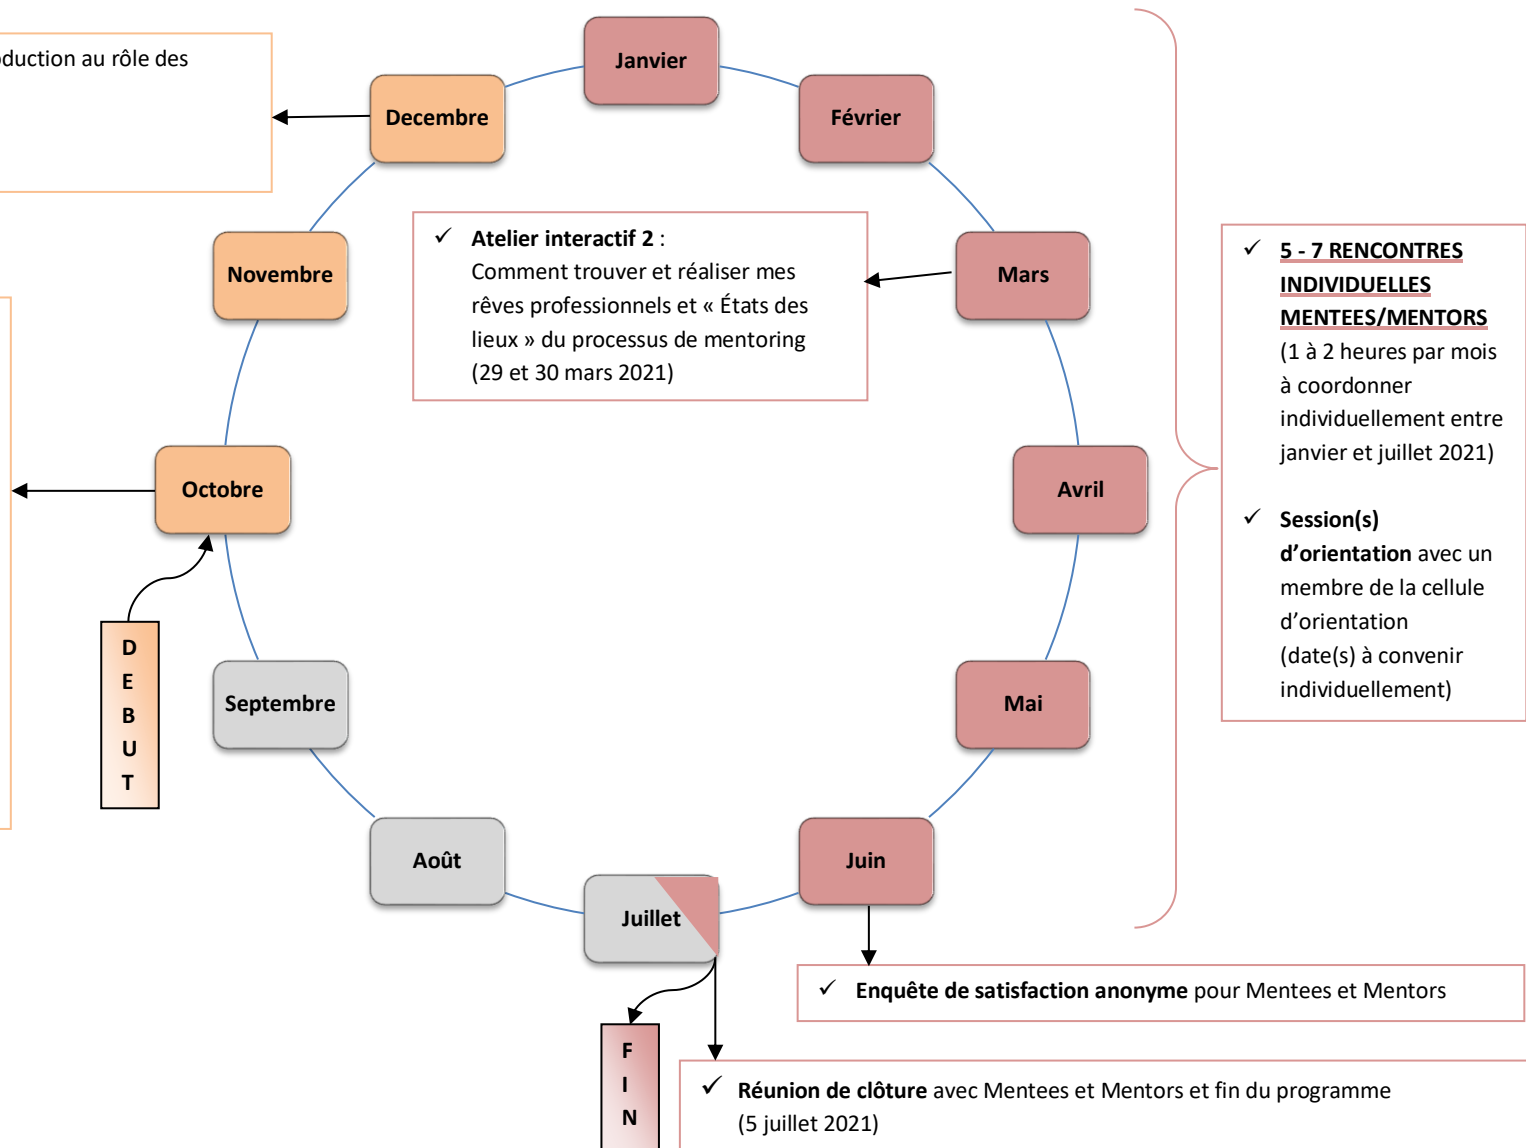 oduction au rôle des
Janvier
Decembre
Février
✓ Atelier interactif 2 :
Comment trouver et réaliser mes
rêves professionnels et « États des
lieux » du processus de mentoring
(29 et 30 mars 2021)
Novembre
Mars
✓ 5 - 7 RENCONTRES
INDIVIDUELLES
MENTEES/MENTORS
(1 à 2 heures par mois
à coordonner
individuellement entre
janvier et juillet 2021)
✓ Session(s)
d’orientation avec un
membre de la cellule
d’orientation
(date(s) à convenir
individuellement)
Octobre
Avril
D
E
B
U
T
Septembre
Mai
Août
Juin
Juillet
✓ Enquête de satisfaction anonyme pour Mentees et Mentors
F
I
N
✓ Réunion de clôture avec Mentees et Mentors et fin du programme
(5 juillet 2021)